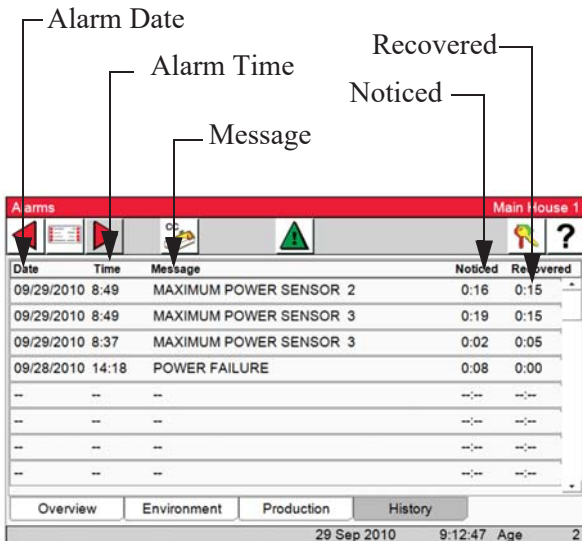 Alarm Date
Recovered
Alarm Time
Noticed
Message
Alarms Main House 1
CC
?
Date Time Message Noticed Recovered
09/29/2010 8:49 MAXIMUM POWER SENSOR 2 0:16 0:15
09/29/2010 8:49 MAXIMUM POWER SENSOR 3 0:19 0:15
09/29/2010 8:37 MAXIMUM POWER SENSOR 3 0:02 0:05
09/28/2010 14:18 POWER FAILURE 0:08 0:00
-- -- -- --:-- --:--
-- -- -- --:-- --:--
-- -- -- --:-- --:--
-- -- -- --:-- --:--
Overview Environment Production History
29 Sep 2010 9:12:47 Age 2